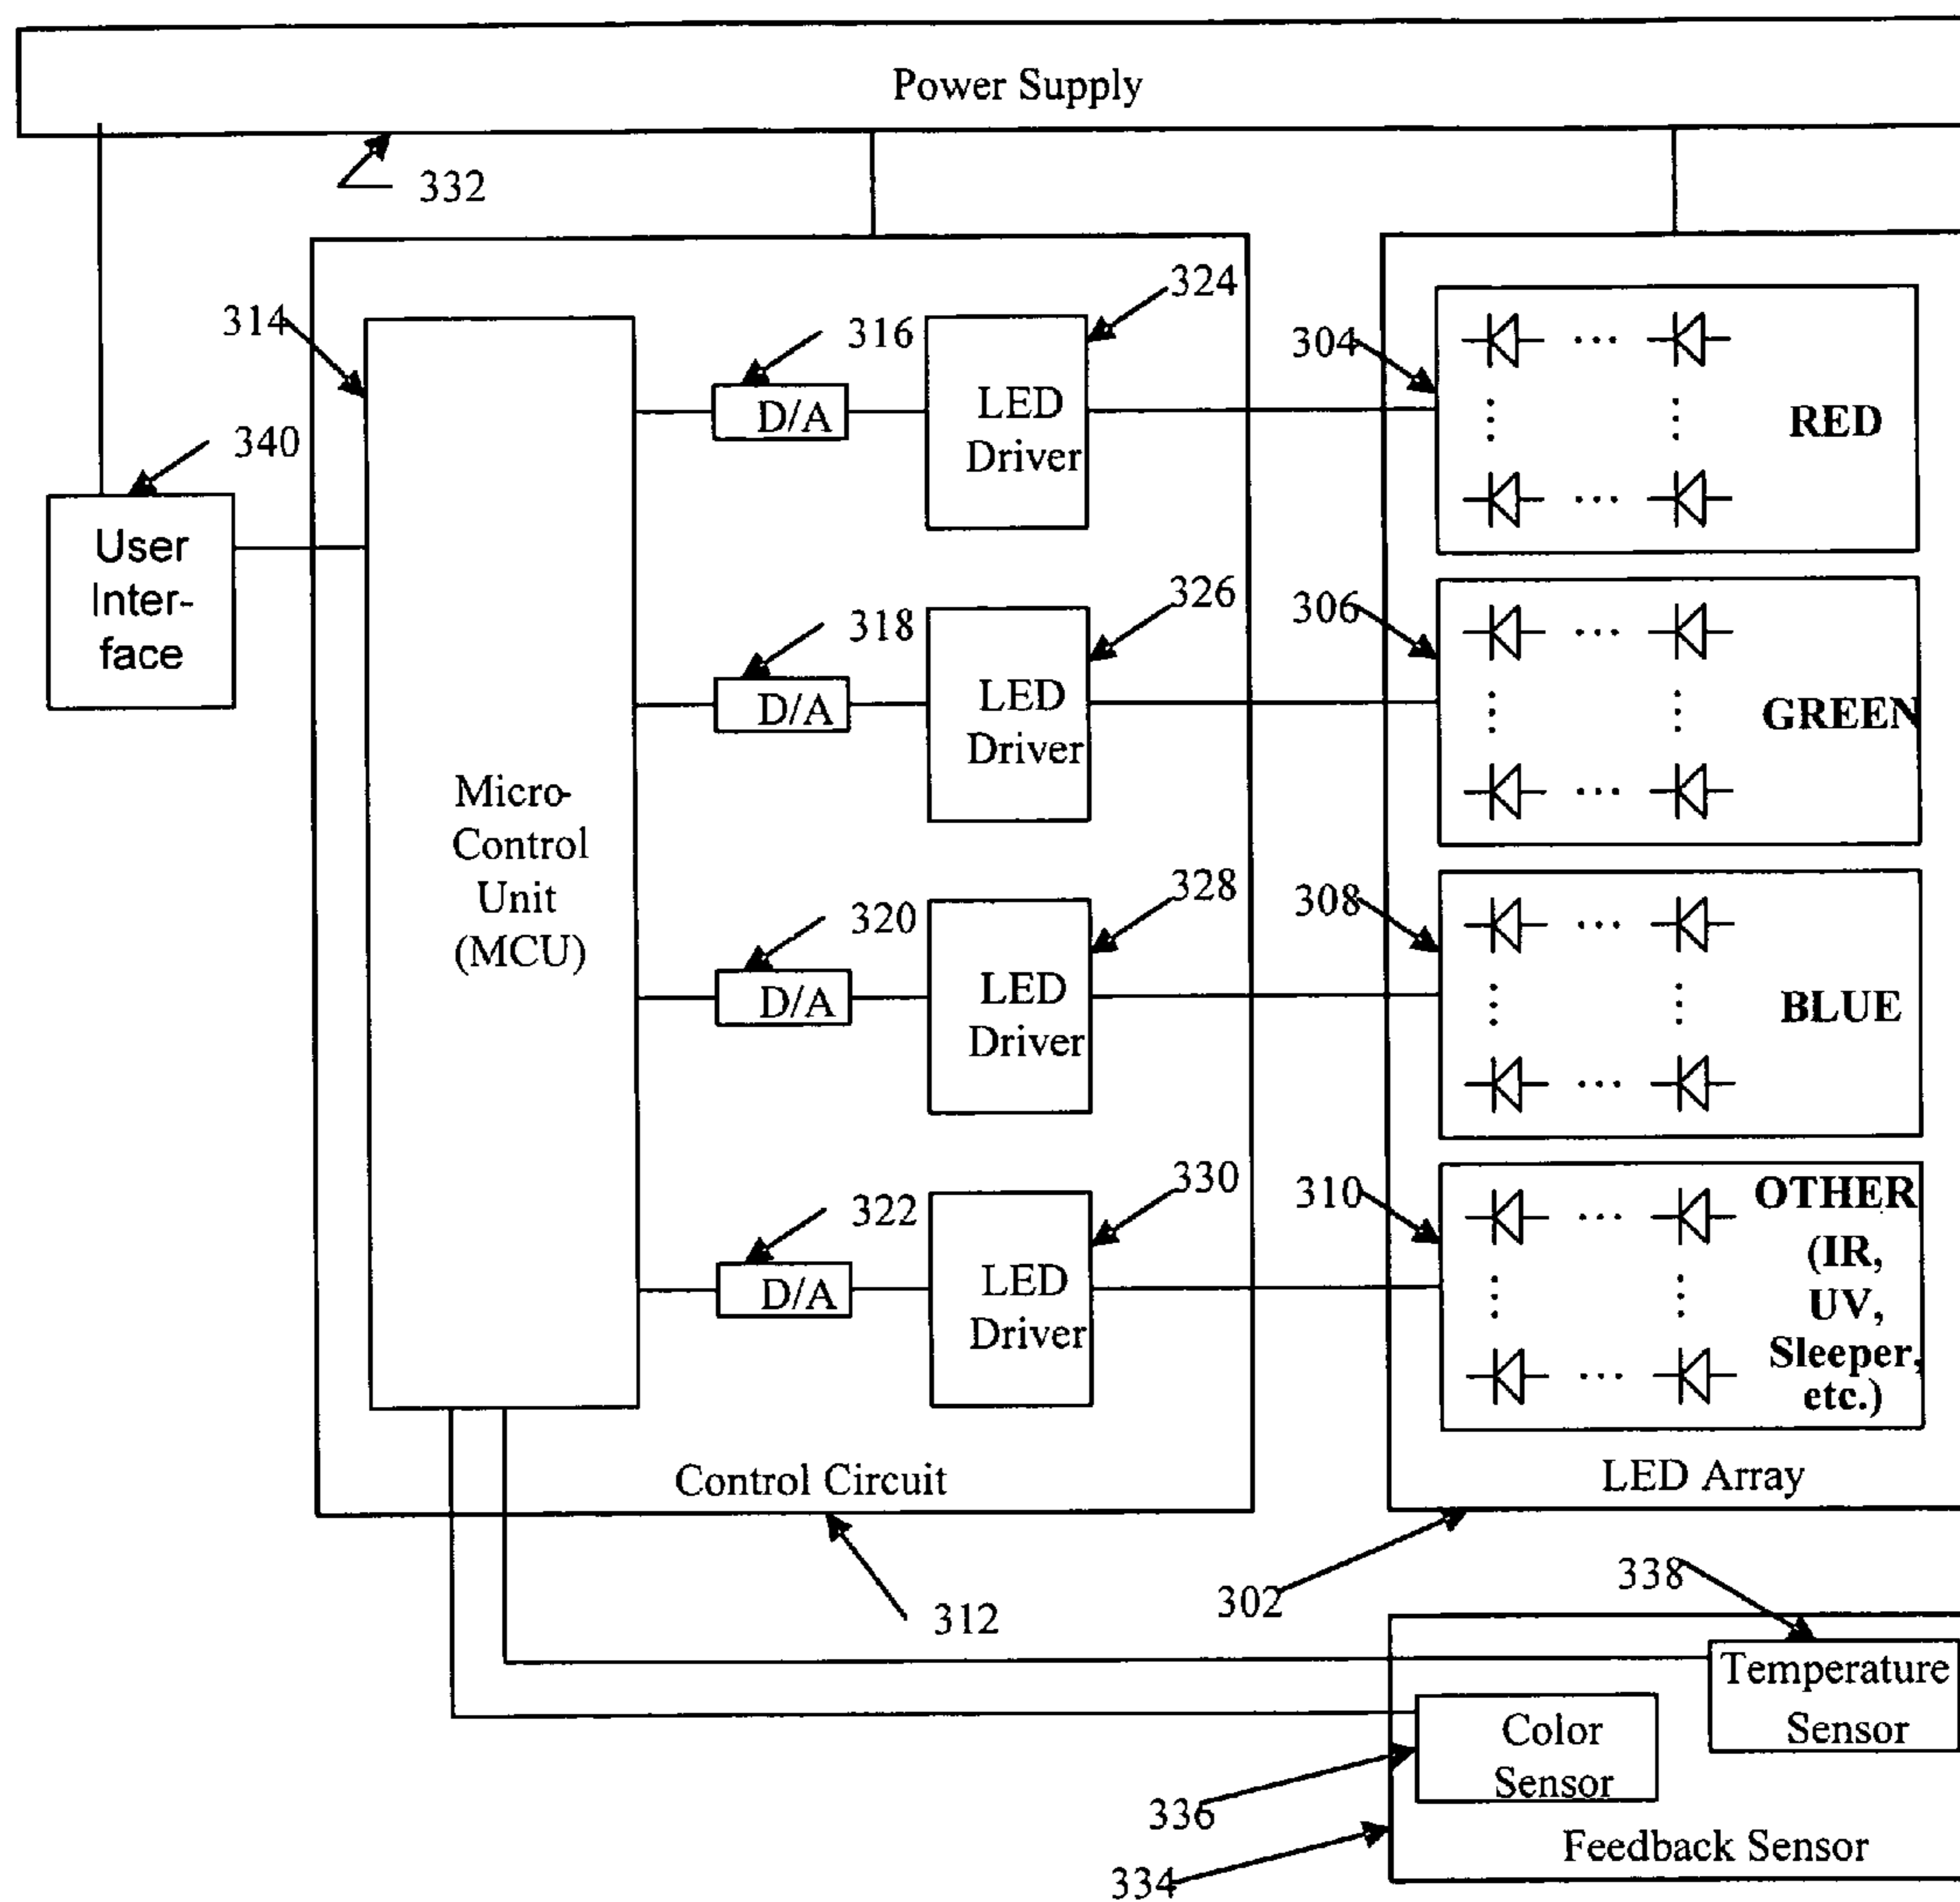 Power Supply
332
324
314
316
304
LED
Driver
D/A
RED
340
User
Inter-
face
326
318
306
LED
Driver
D/A
GREEN
Micro-
Control
Unit
(MCU)
328
320
308
LED
Driver
D/A
BLUE
330
322
310
OTHER
(IR,
UV,
Sleeper,
etc.)
LED
Driver
D/A
Control Circuit
LED Array
312
302
338
Temperature
Sensor
Color
Sensor
336
Feedback Sensor
334